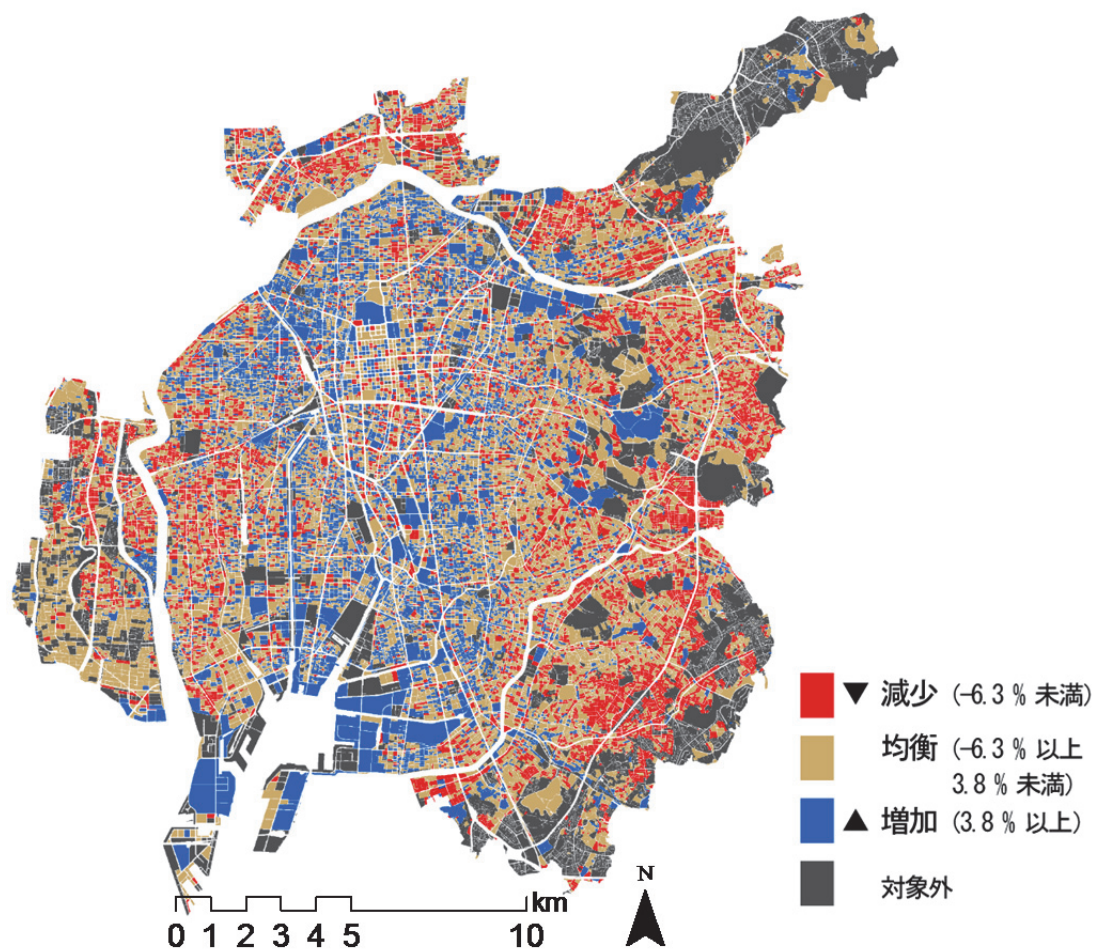 ▼ 減少 (-6.3 % 未満)
均衡 (-6.3 % 以上
3.8 % 未満)
▲ 増加 (3.8 % 以上)
対象外
N
km
0 1 2 3 4 5 10